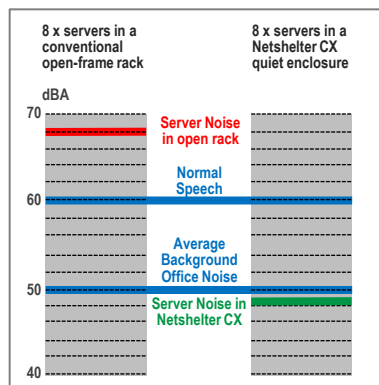 8 x servers in a
conventional
open-frame rack
8 x servers in a
Netshelter CX
quiet enclosure
dBA
70
Server Noise
in open rack
Normal
Speech
60
Average
Background
Office Noise
50
Server Noise in
Netshelter CX
40